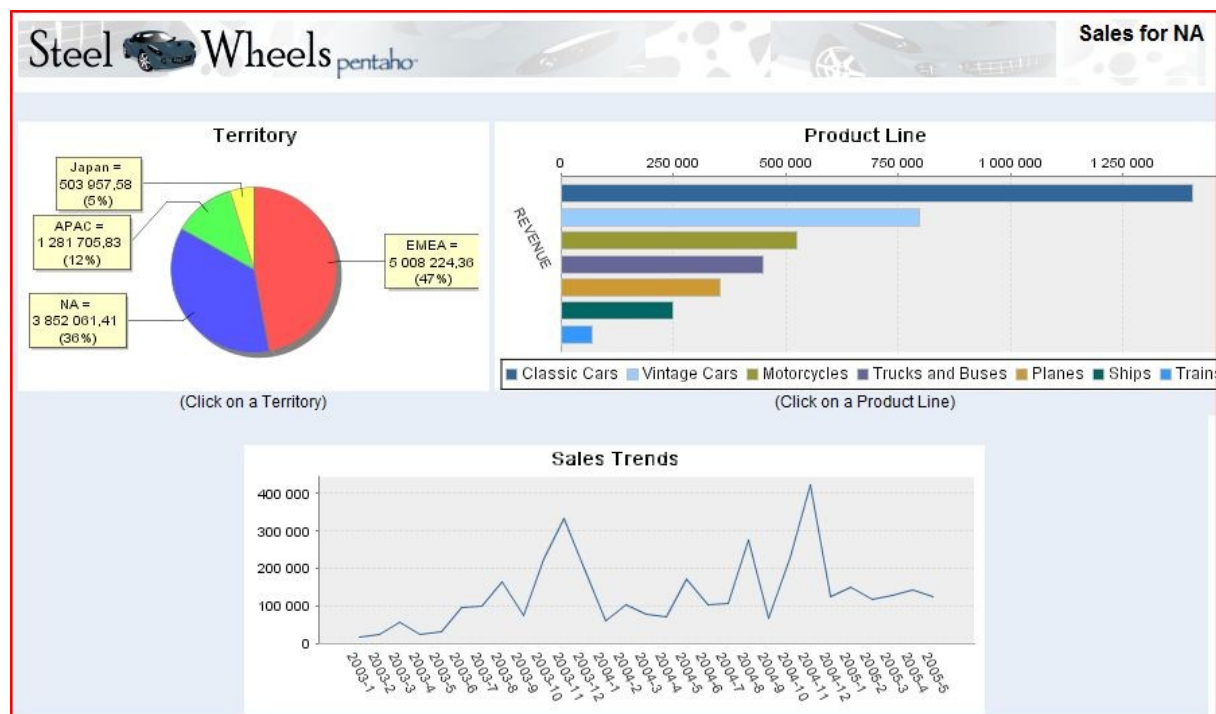 Steel Wheels pentaho
Sales for NA
Territory
Japan =
503 957,58
(5%)
APAC =
1 281 705,83
(12%)
NA =
3 852 061,41
(36%)
EMEA =
5 008 224,36
(47%)
(Click on a Territory)
Product Line
0 250 000 500 000 750 000 1 000 000 1 250 000
REVENUE
Classic Cars Vintage Cars Motorcycles Trucks and Buses Planes Ships Trains
(Click on a Product Line)
Sales Trends
400 000
300 000
200 000
100 000
0
2003-1 2003-2 2003-3 2003-4 2003-5 2003-6 2003-7 2003-8 2003-9 2003-10 2003-11 2003-12 2004-1 2004-2 2004-3 2004-4 2004-5 2004-6 2004-7 2004-8 2004-9 2004-10 2004-11 2004-12 2005-1 2005-2 2005-3 2005-4 2005-5